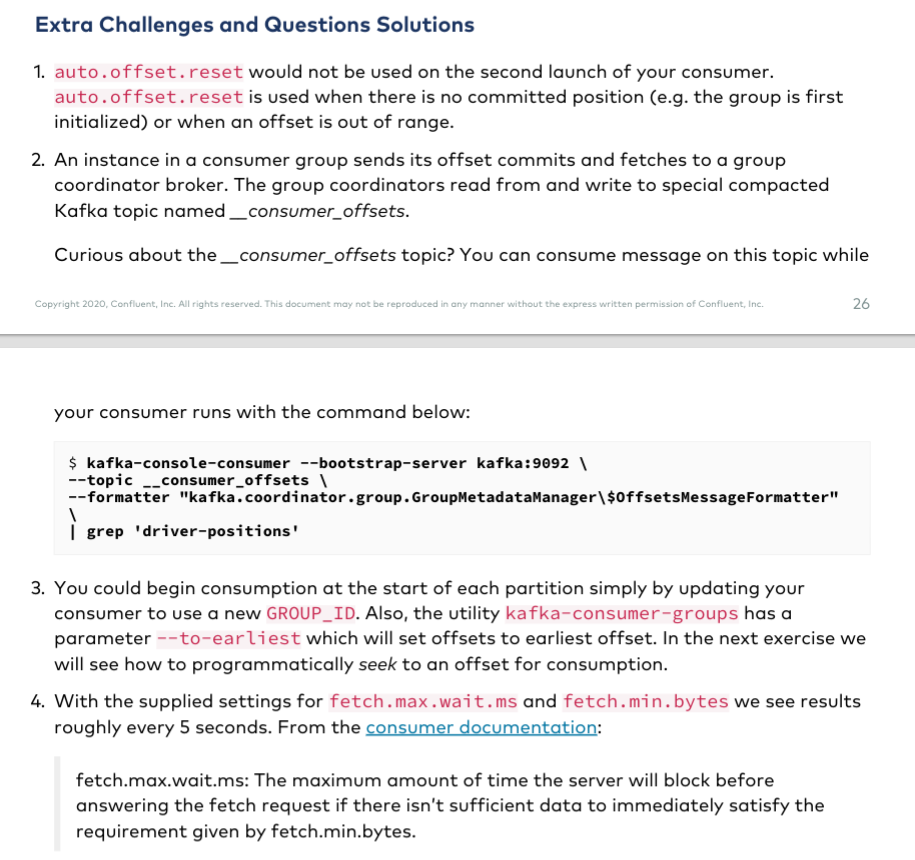 Extra Challenges and Questions Solutions
1. auto.offset.reset would not be used on the second launch of your consumer.
auto.offset.reset is used when there is no committed position (e.g. the group is first
initialized) or when an offset is out of range.
2. An instance in a consumer group sends its offset commits and fetches to a group
coordinator broker. The group coordinators read from and write to special compacted
Kafka topic named __consumer_offsets.
Curious about the __consumer_offsets topic? You can consume message on this topic while
Copyright 2020, Confluent, Inc. All rights reserved. This document may not be reproduced in any manner without the express written permission of Confluent, Inc. 26
your consumer runs with the command below:
$ kafka-console-consumer --bootstrap-server kafka:9092 \
--topic __consumer_offsets \
--formatter "kafka.coordinator.group.GroupMetadataManager\$OffsetsMessageFormatter"
\
| grep 'driver-positions'
3. You could begin consumption at the start of each partition simply by updating your
consumer to use a new GROUP_ID. Also, the utility kafka-consumer-groups has a
parameter --to-earliest which will set offsets to earliest offset. In the next exercise we
will see how to programmatically seek to an offset for consumption.
4. With the supplied settings for fetch.max.wait.ms and fetch.min.bytes we see results
roughly every 5 seconds. From the consumer documentation:
fetch.max.wait.ms: The maximum amount of time the server will block before
answering the fetch request if there isn't sufficient data to immediately satisfy the
requirement given by fetch.min.bytes.